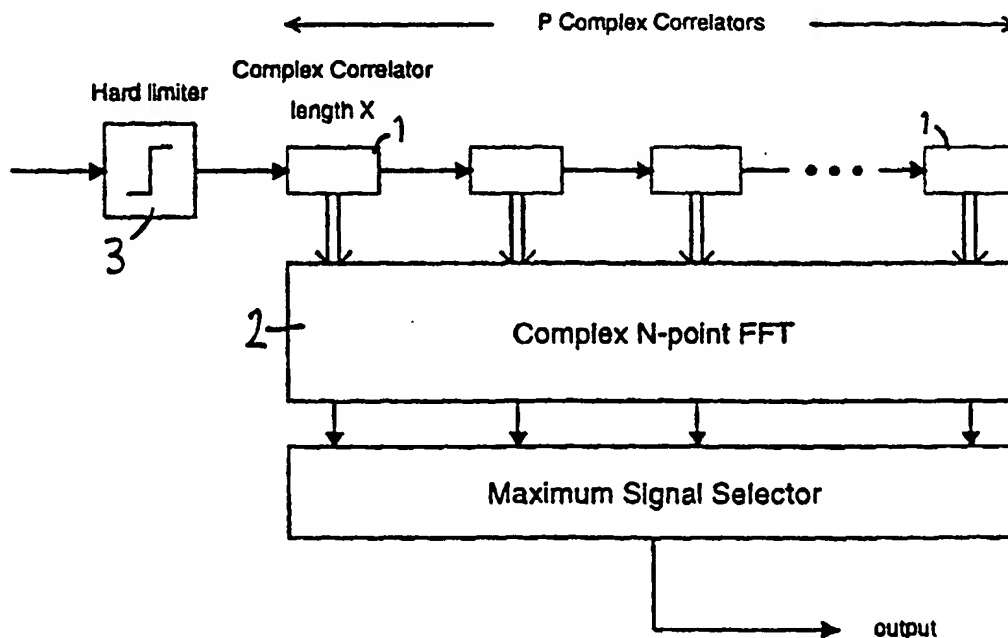 P Complex Correlators
Complex Correlator
length X
Hard limiter
1
1
3
2
Complex N-point FFT
Maximum Signal Selector
output